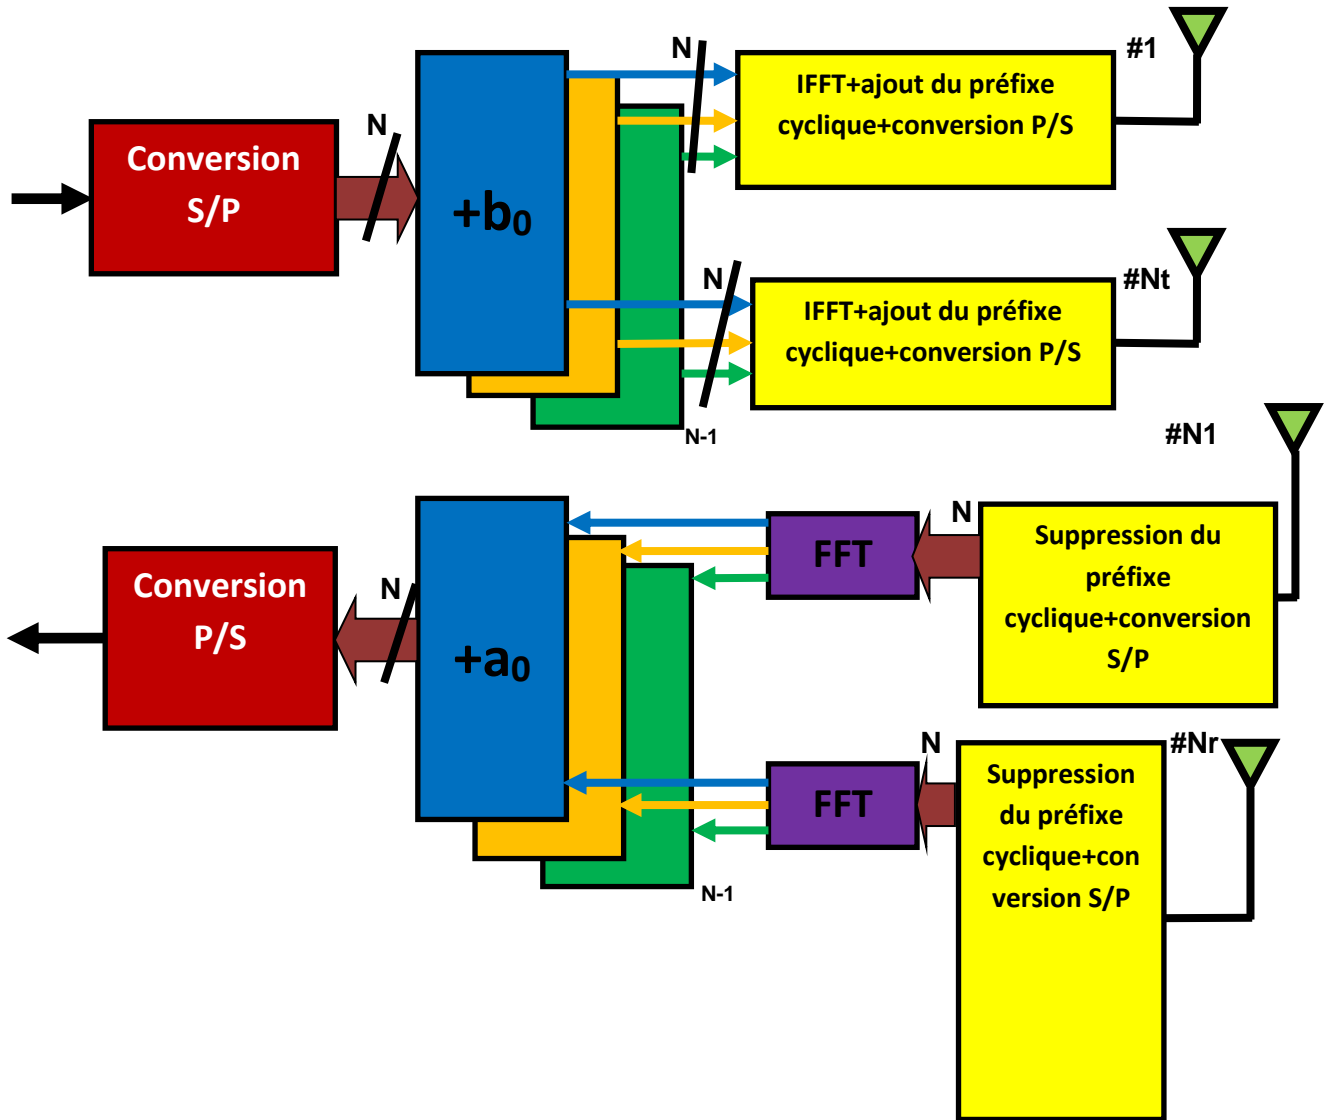 #1
N
IFFT+ajout du préfixe
cyclique+conversion P/S
Conversion
S/P
N
+b0
N
#Nt
IFFT+ajout du préfixe
cyclique+conversion P/S
N-1
#N1
Conversion
P/S
N
+a0
FFT
N
Suppression du
préfixe
cyclique+conversion
S/P
FFT
N
#Nr
Suppression
du préfixe
cyclique+con
version S/P
N-1